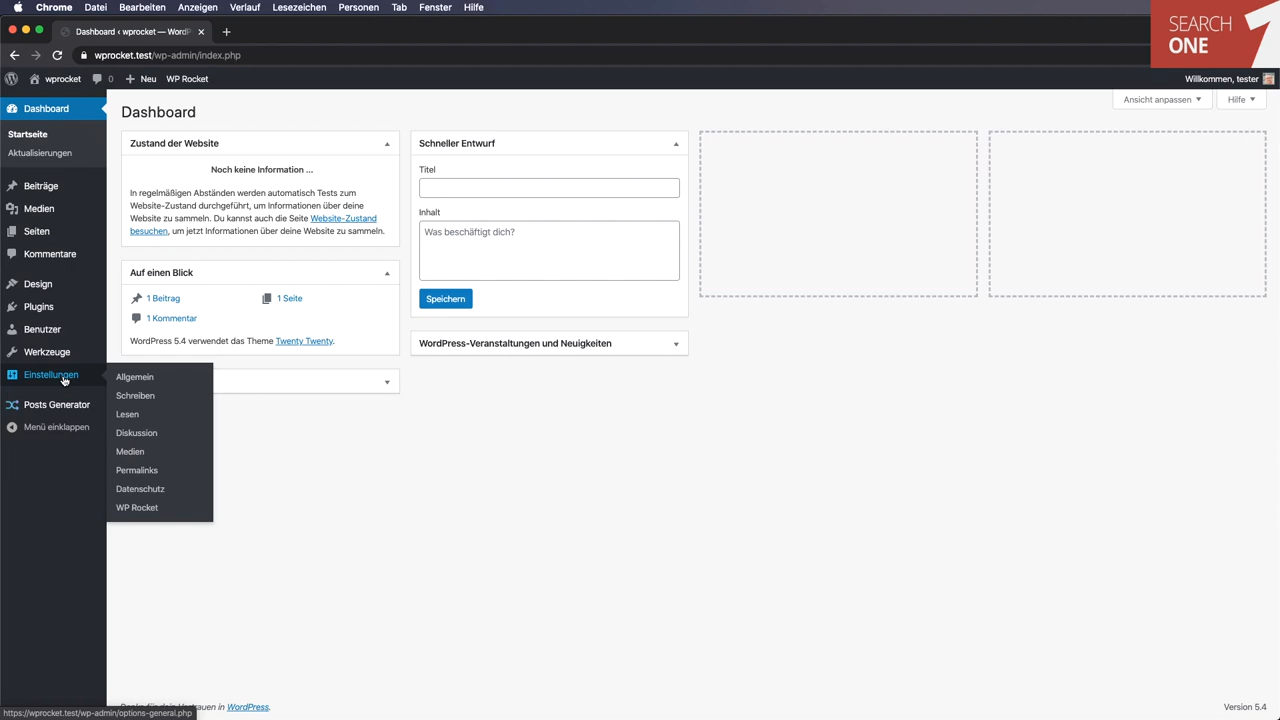 Chrome Datei Bearbeiten Anzeigen Verlauf Lesezeichen Personen Tab Fenster Hilfe
SEARCH
ONE
Dashboard ‹ wprocket — WordP
wprocket.test/wp-admin/index.php
wprocket 0 Neu WP Rocket Willkommen, tester
Dashboard
Startseite
Aktualisierungen
Beiträge
Medien
Seiten
Kommentare
Design
Plugins
Benutzer
Werkzeuge
Einstellungen
Posts Generator
Menü einklappen
Allgemein
Schreiben
Lesen
Diskussion
Medien
Permalinks
Datenschutz
WP Rocket
Ansicht anpassen Hilfe
Dashboard
Zustand der Website
Noch keine Information ...
In regelmäßigen Abständen werden automatisch Tests zum
Website-Zustand durchgeführt, um Informationen über deine
Website zu sammeln. Du kannst auch die Seite Website-Zustand
besuchen, um jetzt Informationen über deine Website zu sammeln.
Auf einen Blick
1 Beitrag 1 Seite
1 Kommentar
WordPress 5.4 verwendet das Theme Twenty Twenty.
Schneller Entwurf
Titel
Inhalt
Was beschäftigt dich?
Speichern
WordPress-Veranstaltungen und Neuigkeiten
in WordPress.
Version 5.4
https://wprocket.test/wp-admin/options-general.php